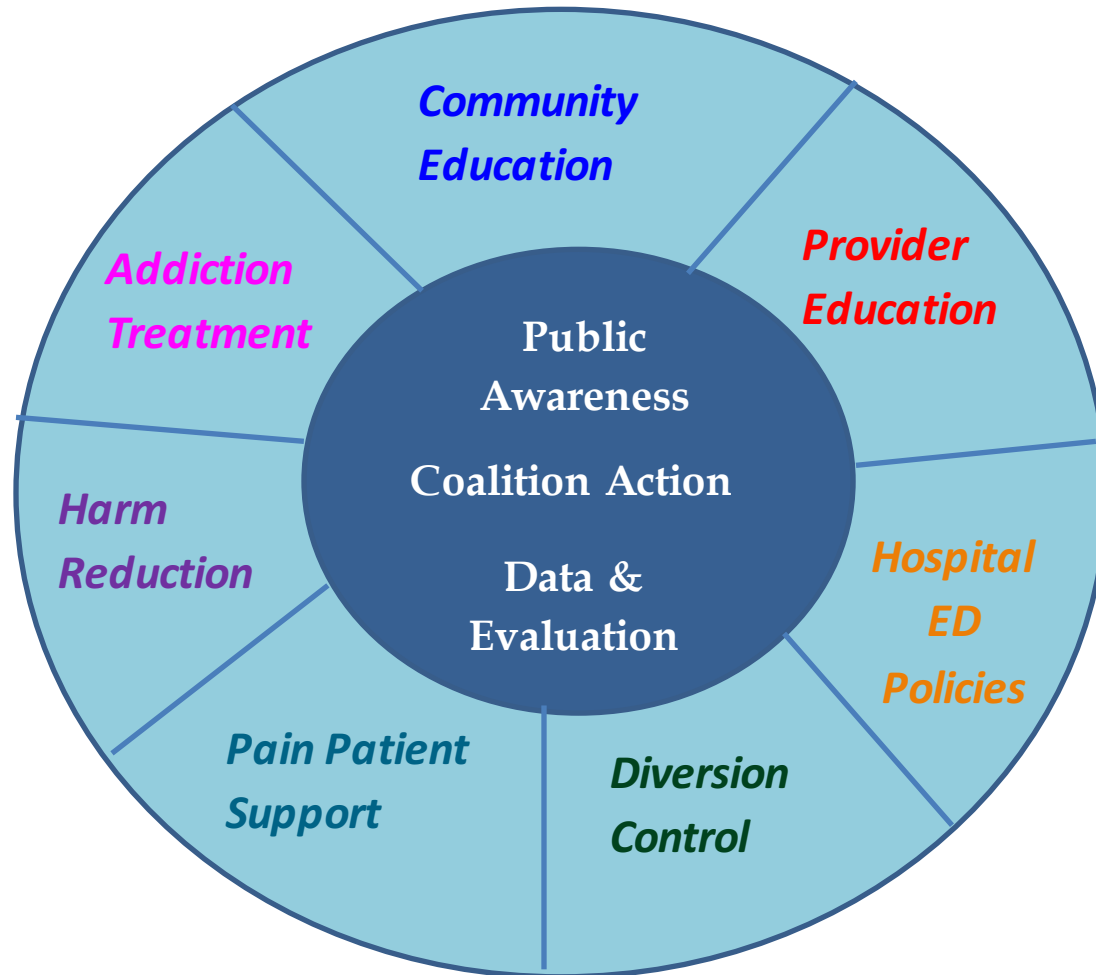 Community
Education
Provider
Education
Hospital
ED
Policies
Diversion
Control
Pain Patient
Support
Harm
Reduction
Addiction
Treatment
Public
Awareness
Coalition Action
Data &
Evaluation